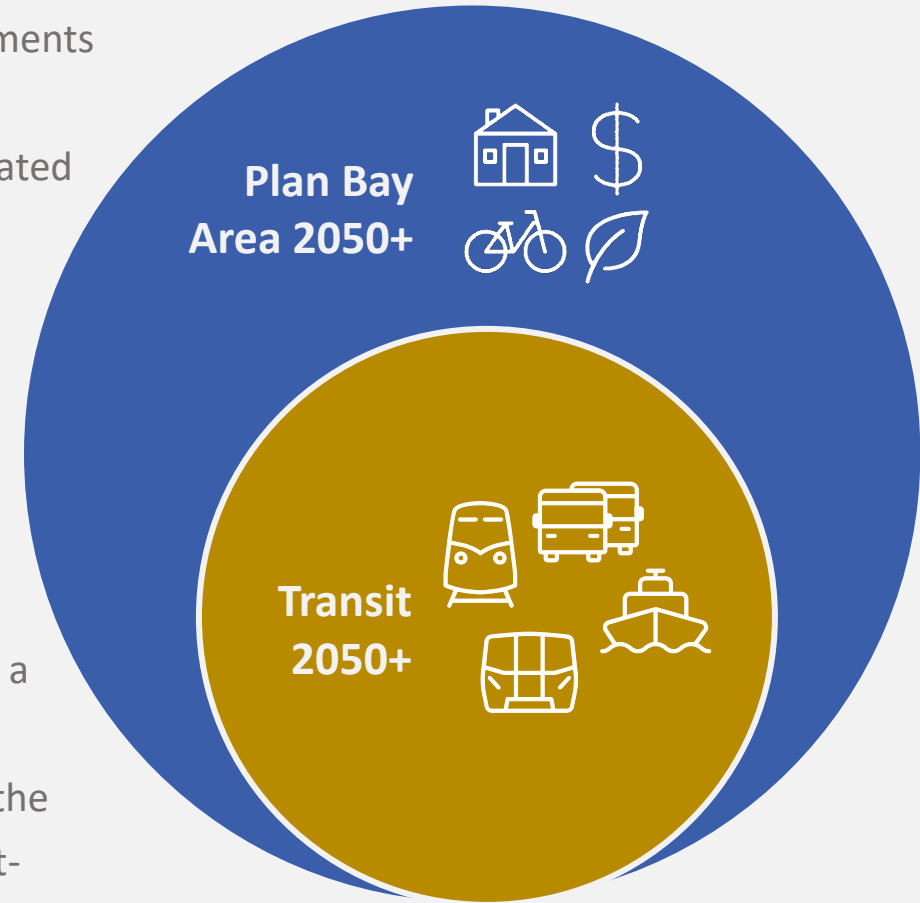 ments
ated
Plan Bay
Area 2050+
Transit
2050+
a
the
t-